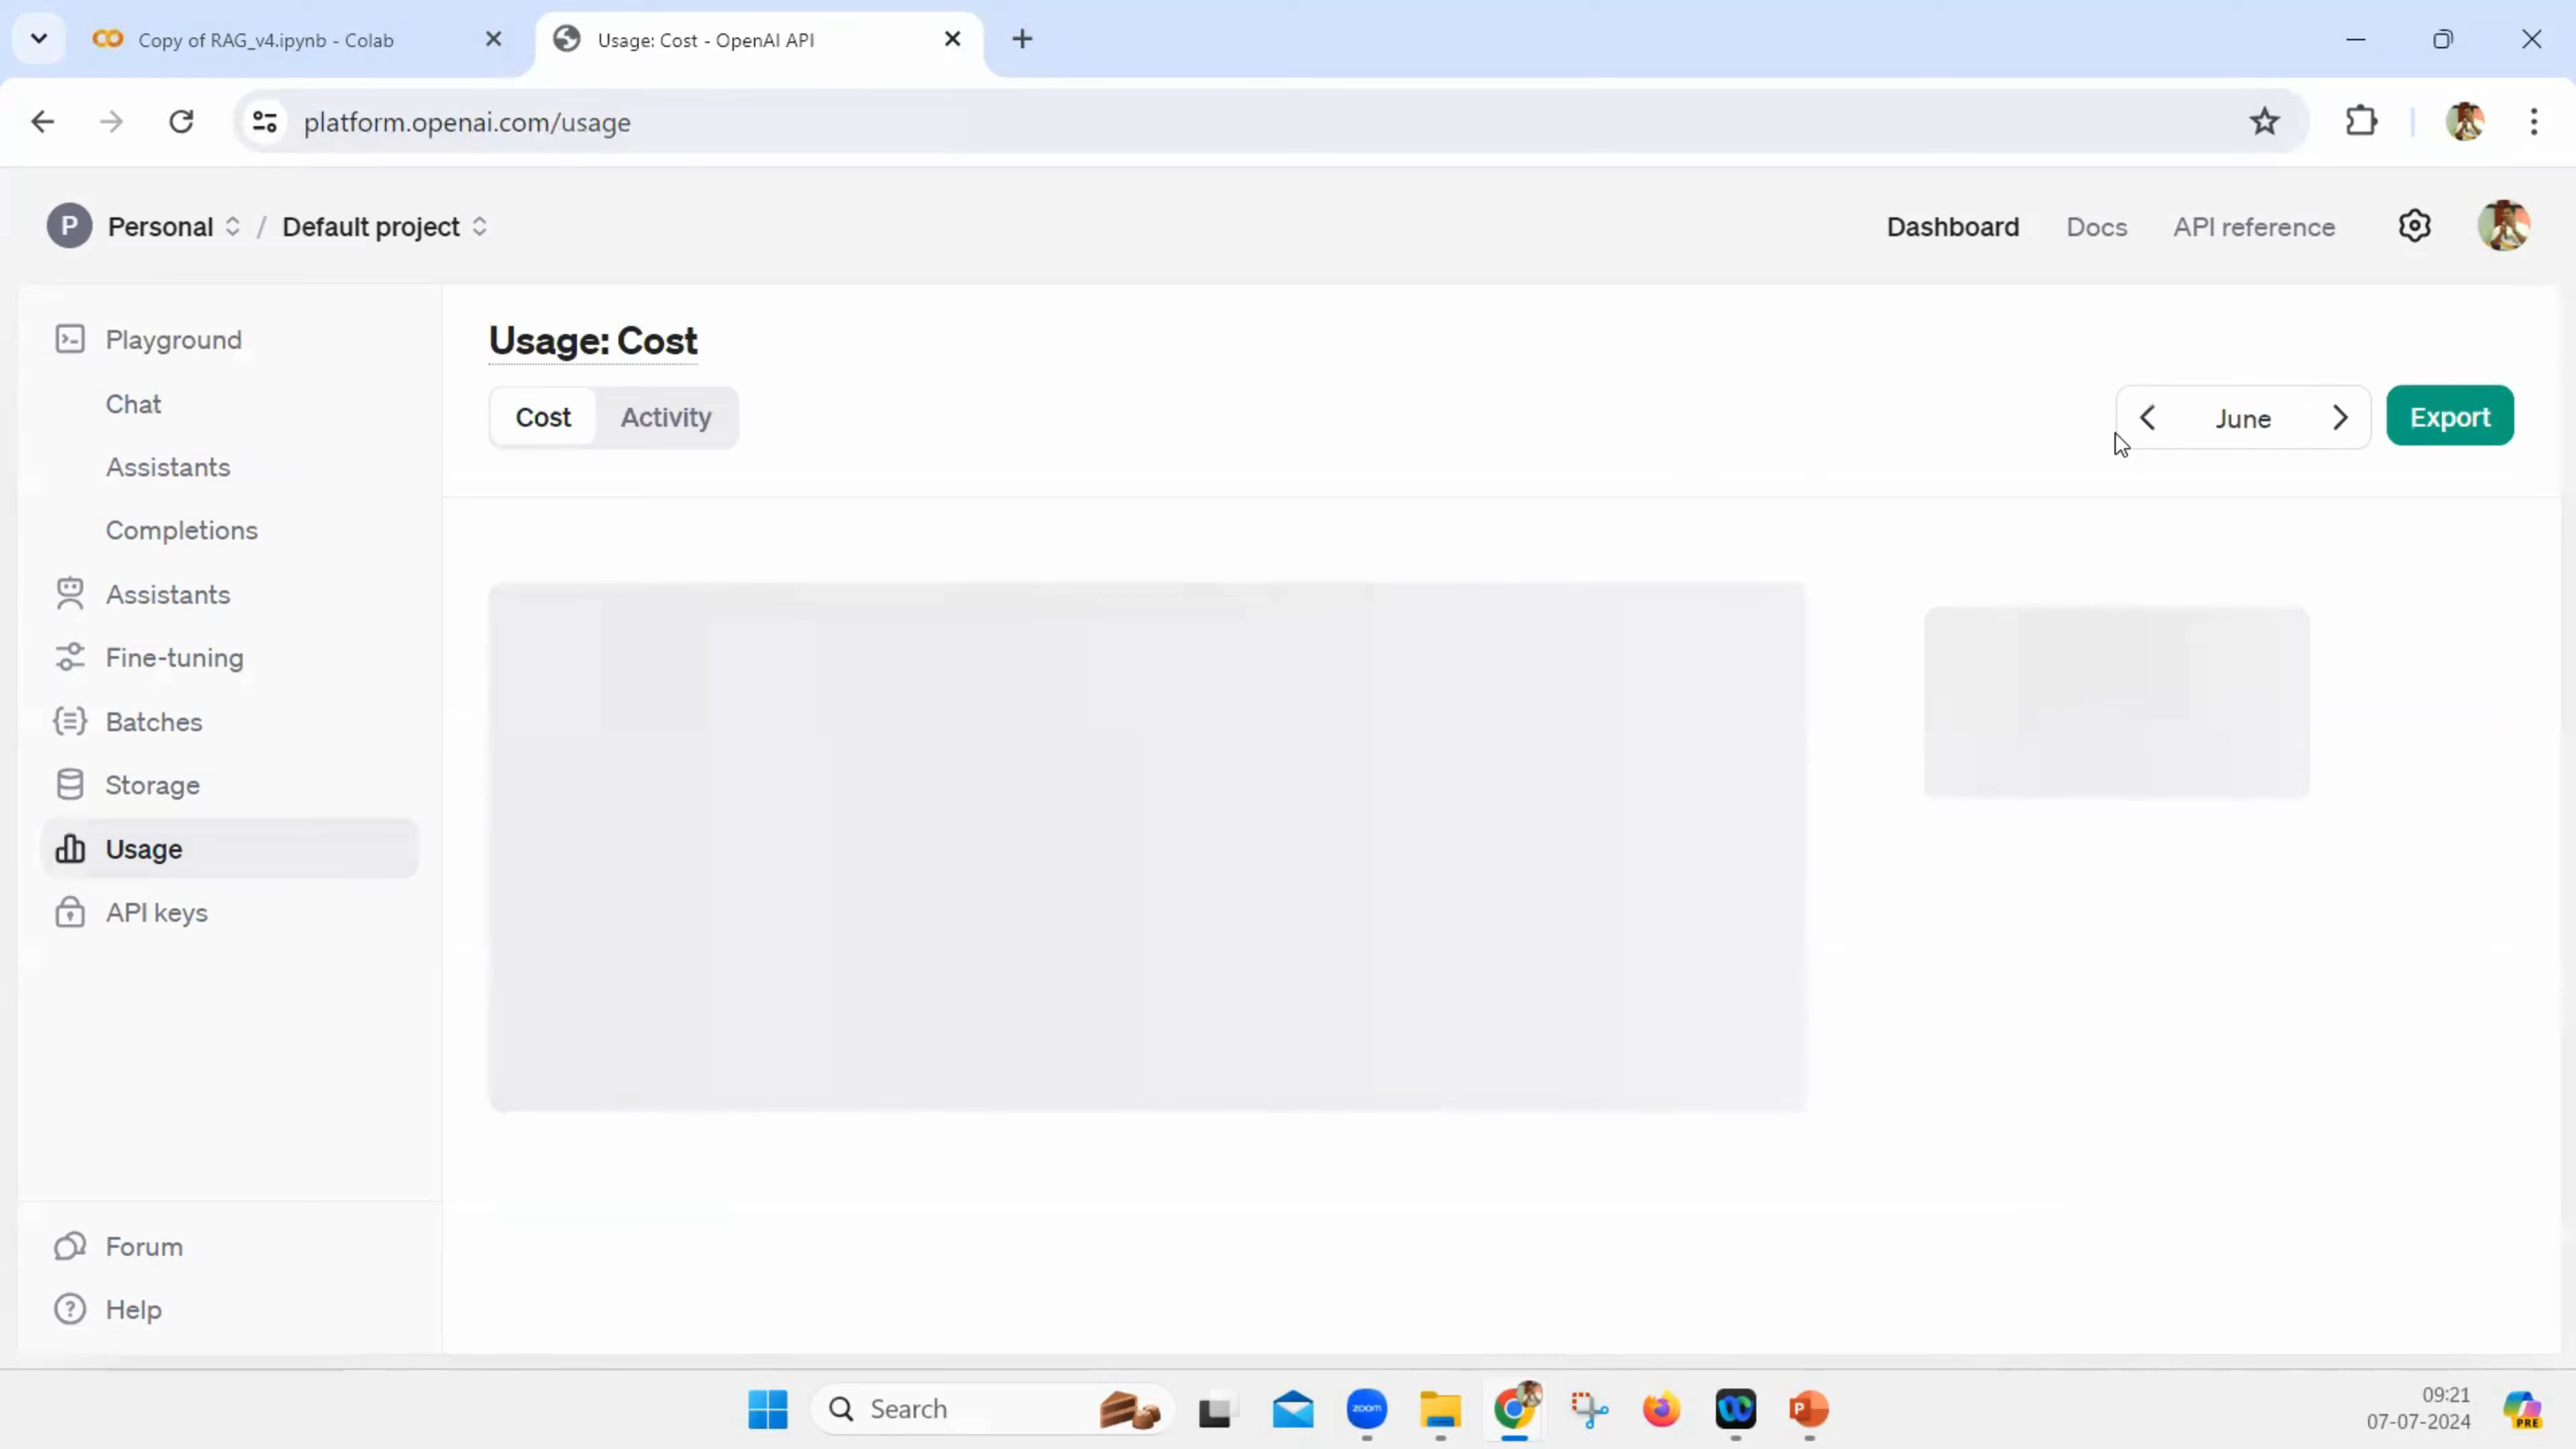 Copy of RAG_v4.ipynb - Colab
Usage: Cost - OpenAI API
platform.openai.com/usage
P Personal / Default project
Dashboard Docs API reference
Playground
Chat
Assistants
Completions
Assistants
Fine-tuning
Batches
Storage
Usage
API keys
Forum
Help
Usage: Cost
Cost Activity
June
Export
Search
zoom
P
09:21
07-07-2024
PRE